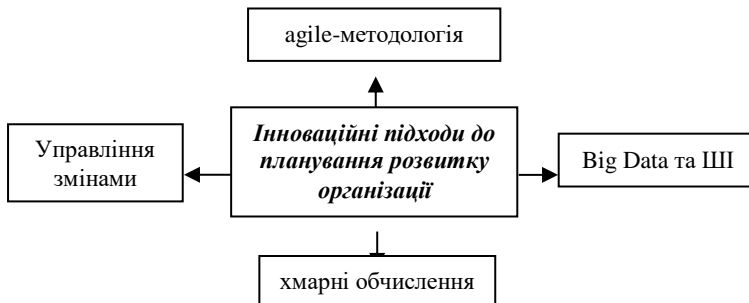 agile-методологія
Інноваційні підходи до
планування розвитку
організації
Управління
змінами
Big Data та ШІ
хмарні обчислення